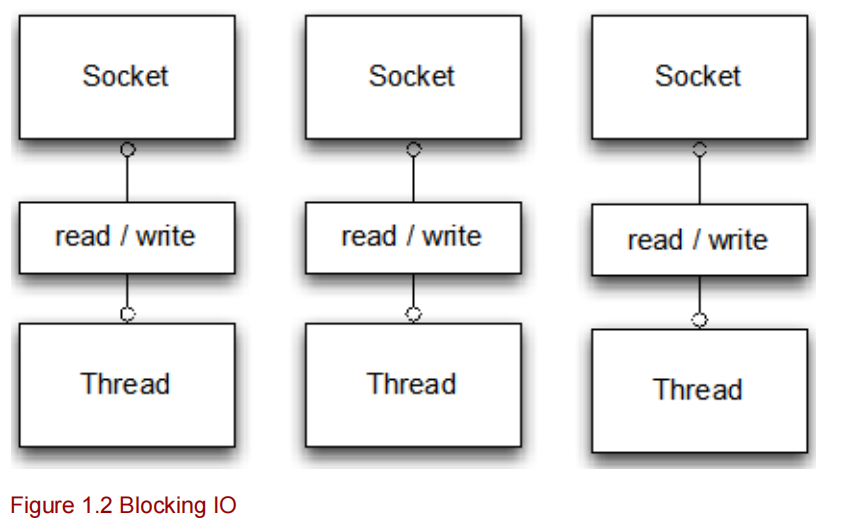 Socket
Socket
Socket
read / write
read / write
read / write
Thread
Thread
Thread
Figure 1.2 Blocking IO